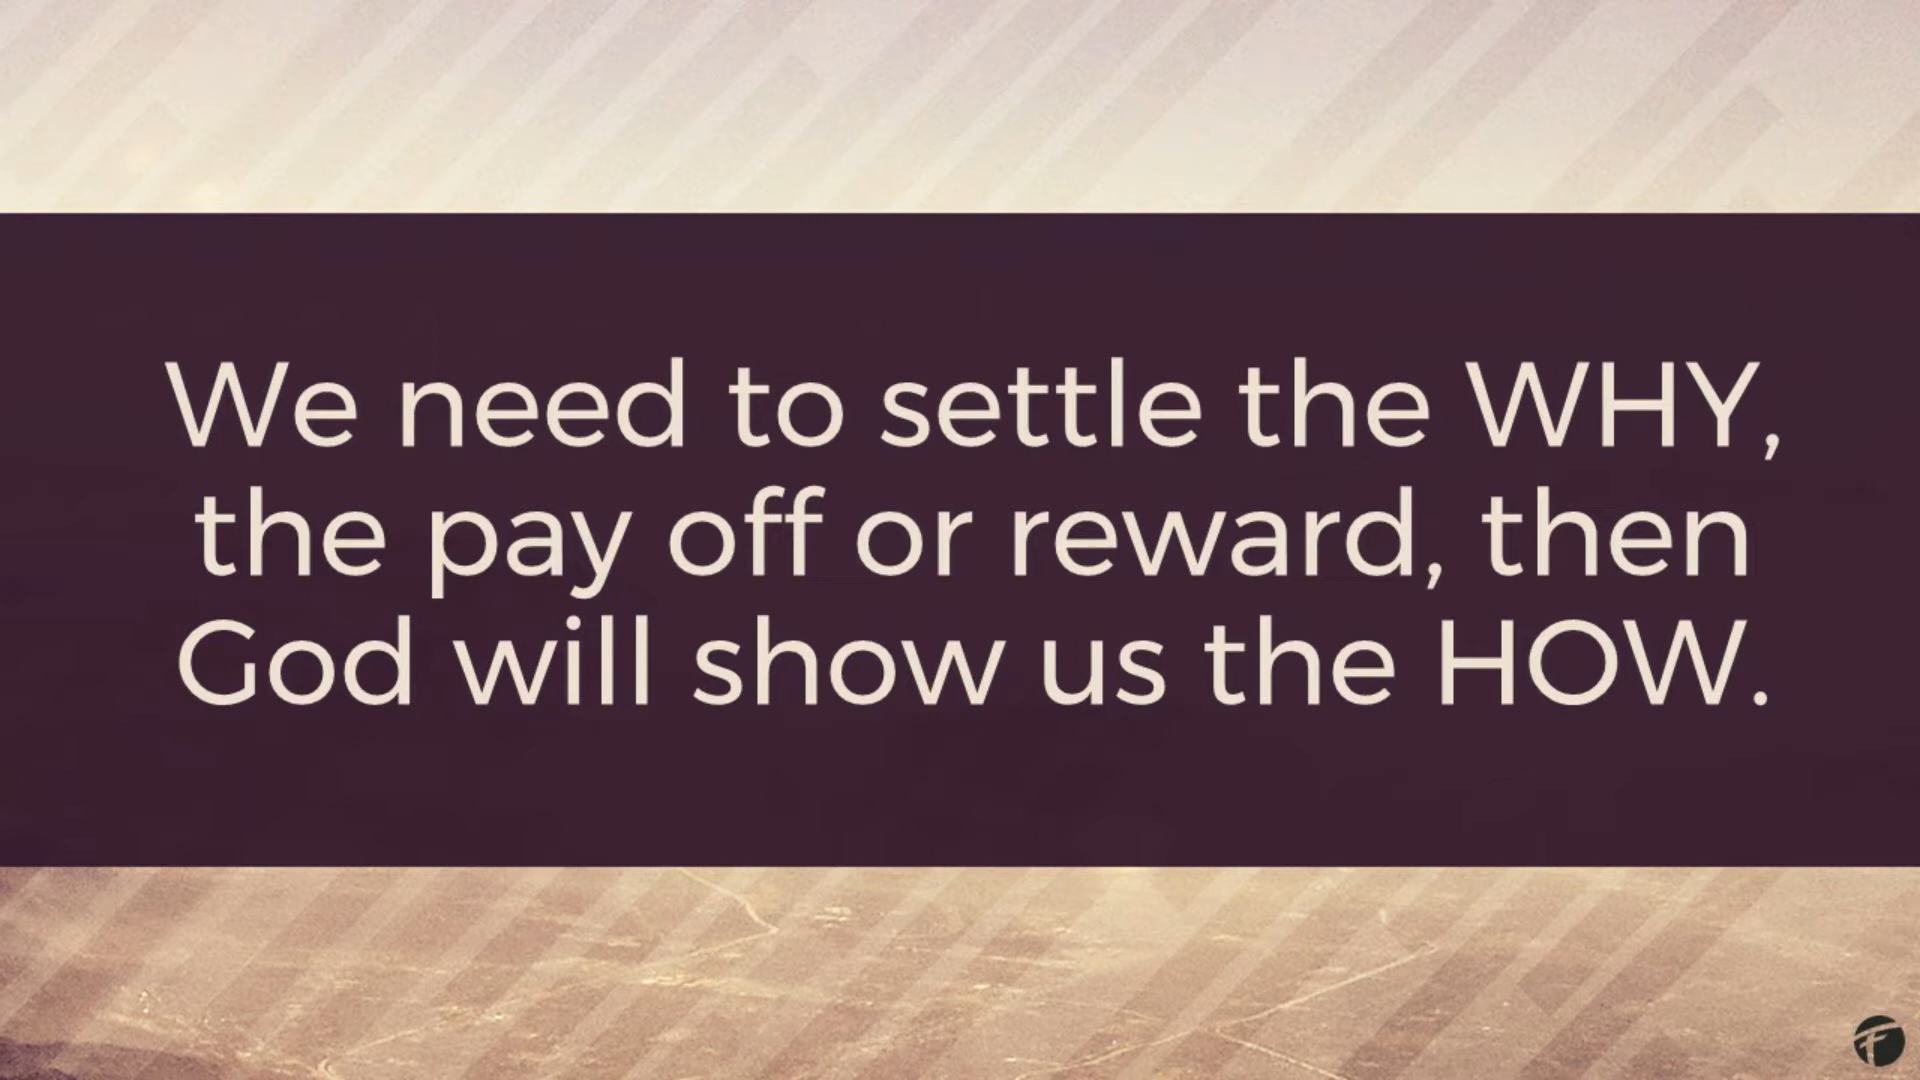 We need to settle the WHY,
the pay off or reward, then
God will show us the HOW.